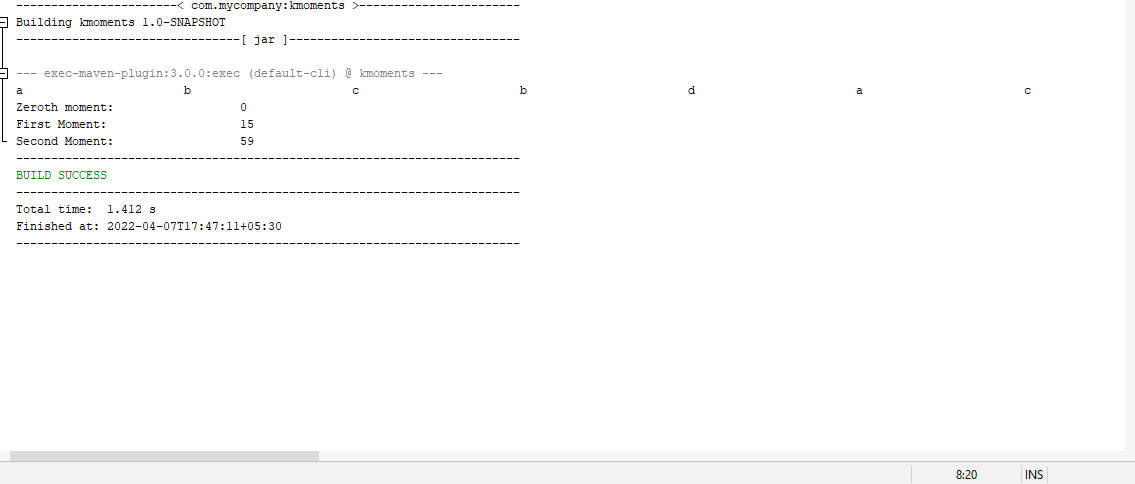 -----------------------< com.mycompany:kmoments >-----------------------
Building kmoments 1.0-SNAPSHOT
--------------------------------[ jar ]---------------------------------
--- exec-maven-plugin:3.0.0:exec (default-cli) @ kmoments ---
a b c b d a c
Zeroth moment: 0
First Moment: 15
Second Moment: 59
------------------------------------------------------------------------
BUILD SUCCESS
------------------------------------------------------------------------
Total time: 1.412 s
Finished at: 2022-04-07T17:47:11+05:30
------------------------------------------------------------------------
8:20 INS